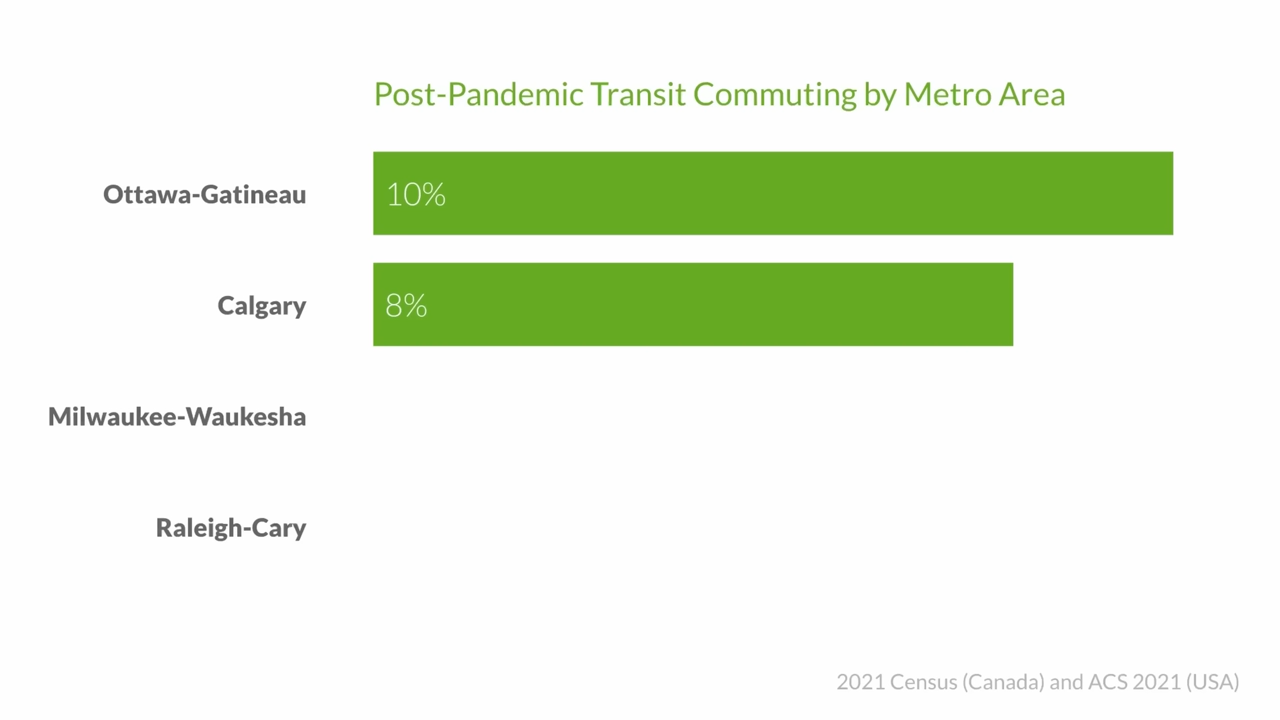 Post-Pandemic Transit Commuting by Metro Area
Ottawa-Gatineau
10%
Calgary
8%
Milwaukee-Waukesha
Raleigh-Cary
2021 Census (Canada) and ACS 2021 (USA)